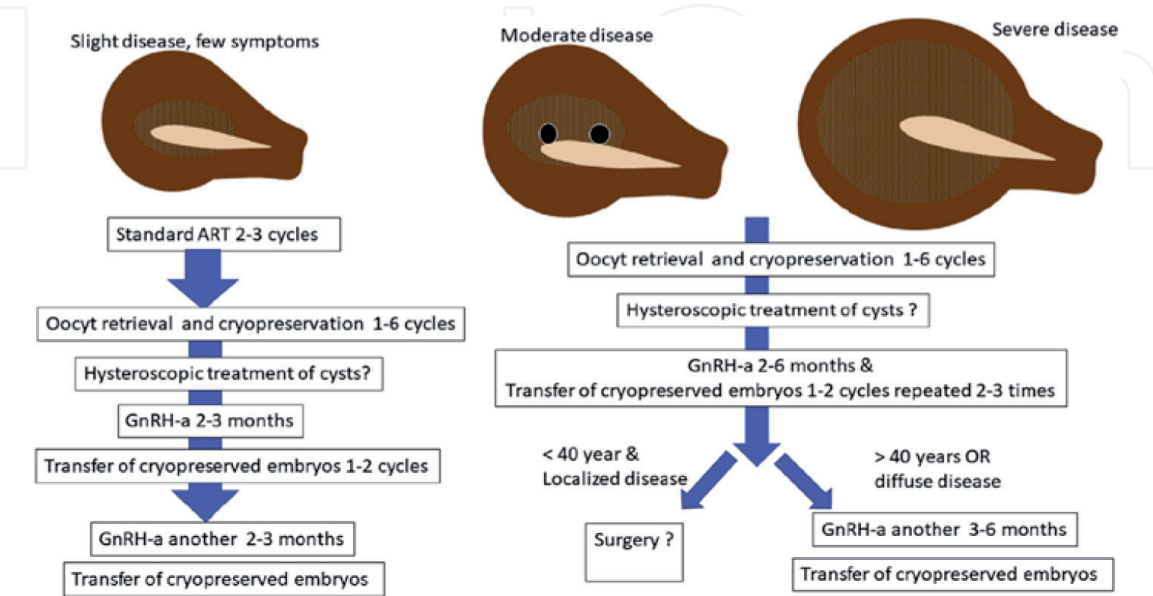 Slight disease, few symptoms
Standard ART 2-3 cycles
Oocyt retrieval and cryopreservation 1-6 cycles
Hysteroscopic treatment of cysts?
GnRH-a 2-3 months
Transfer of cryopreserved embryos 1-2 cycles
GnRH-a another 2-3 months
Transfer of cryopreserved embryos
Moderate disease
Severe disease
Oocyt retrieval and cryopreservation 1-6 cycles
Hysteroscopic treatment of cysts ?
GnRH-a 2-6 months &
Transfer of cryopreserved embryos 1-2 cycles repeated 2-3 times
< 40 year &
Localized disease
Surgery ?
> 40 years OR
diffuse disease
GnRH-a another 3-6 months
Transfer of cryopreserved embryos